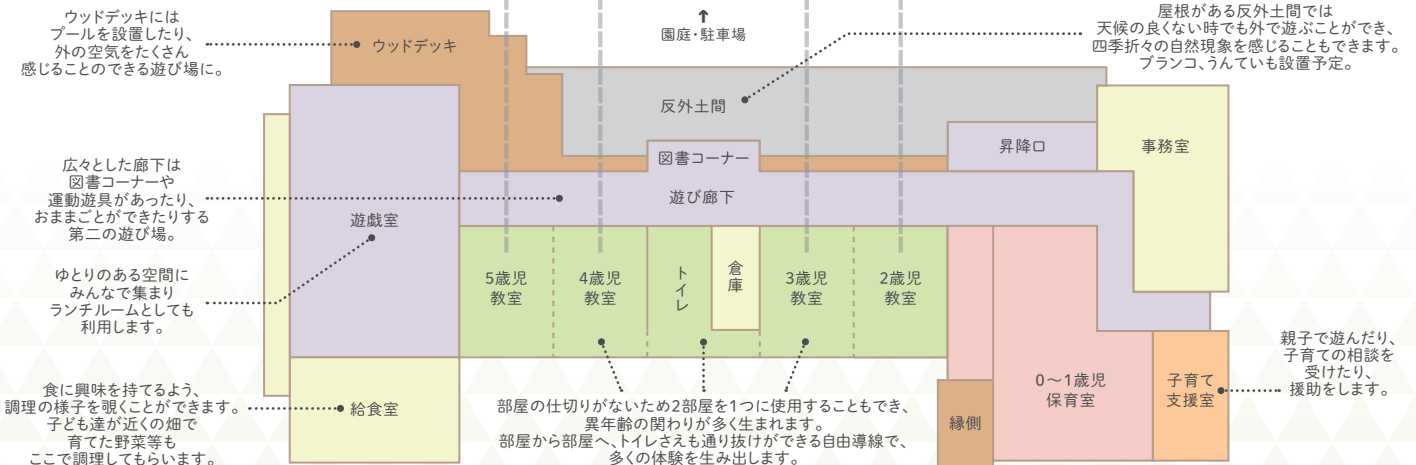 ウッドデッキには
プールを設置したり、
外の空気をたくさん
感じることのできる遊び場に。
ウッドデッキ
↑
園庭・駐車場
屋根がある反外土間では
天候の良くない時でも外で遊ぶことができ、
四季折々の自然現象を感じることもできます。
ブランコ、うんていも設置予定。
反外土間
図書コーナー
昇降口
事務室
広々とした廊下は
図書コーナーや
運動遊具があったり、
おままごとができたりする
第二の遊び場。
遊び廊下
遊戯室
ゆとりのある空間に
みんなで集まり
ランチルームとしても
利用します。
5歳児
教室
4歳児
教室
トイレ
倉庫
3歳児
教室
2歳児
教室
食に興味を持てるよう、
調理の様子を覗くことができます。
子ども達が近くの畑で
育てた野菜等も
ここで調理してもらいます。
給食室
部屋の仕切りがないため2部屋を1つに使用することもでき、
異年齢の関わりが多く生まれます。
部屋から部屋へ、トイレさえも通り抜けができる自由導線で、
多くの体験を生み出します。
縁側
0〜1歳児
保育室
子育て
支援室
親子で遊んだり、
子育ての相談を
受けたり、
援助をします。